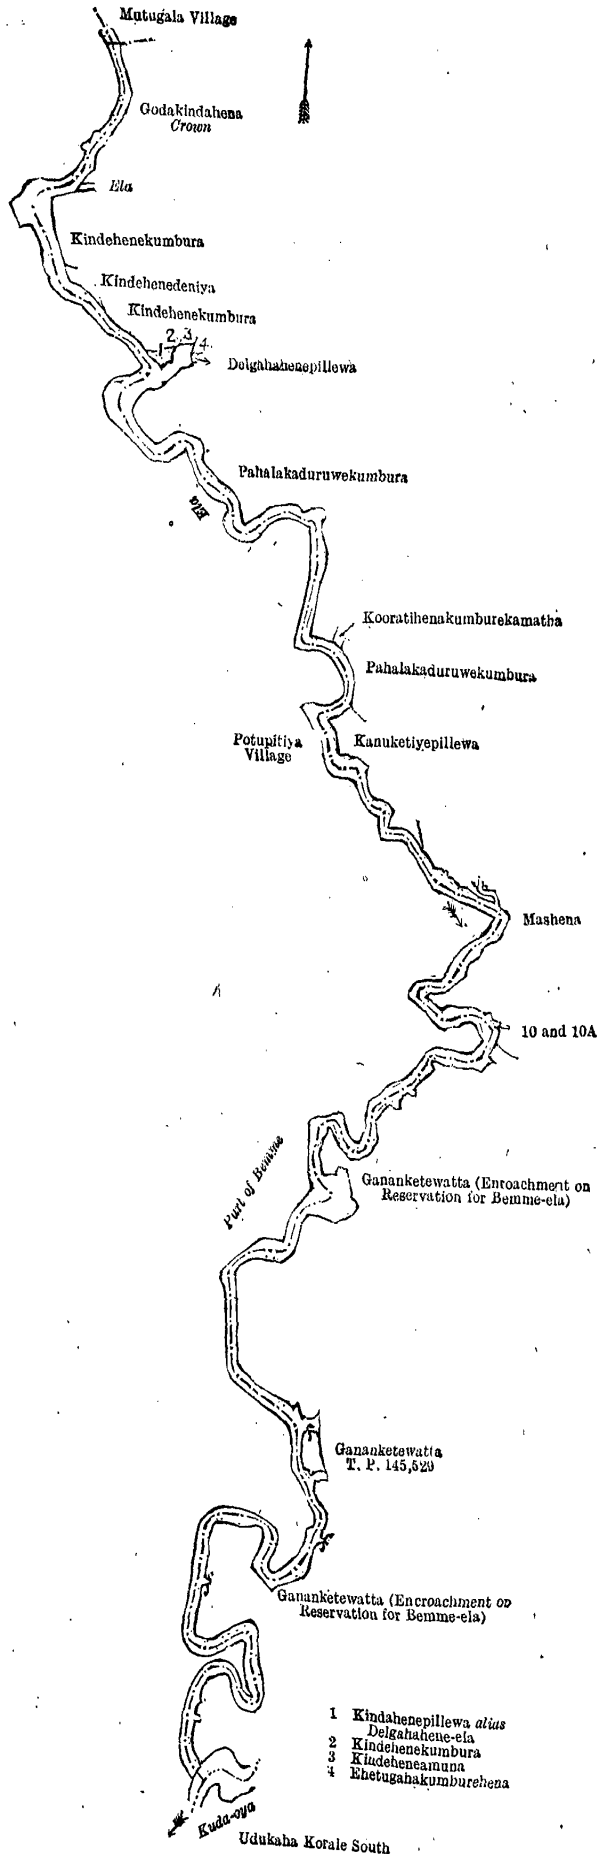 Mutugala Village
Godakindahena
Crown
Ela
Kindehenekumbura
Kindehenedeniya
Kindehenekumbura
1 2 3 4
Delgahahenepillewa
Pahalakaduruwekumbura
Ela
Kooratihenakumburekamatha
Pahalakaduruwekumbura
Potupitiya
Village
Kanuketiyepillewa
Mashena
10 and 10A
Part of Bemme
Gananketewatta (Enroachment on
Reservation for Bemme-ela)
Gananketewatta
T. P. 145,529
Gananketewatta (Encroachment on
Reservation for Bemme-ela)
1 Kindahenepillewa alias
Delgahahene-ela
2 Kindehenekumbura
3 Kindeheneamuna
4 Ehetugahakumburehena
Kuda-oya
Udukaha Korale South